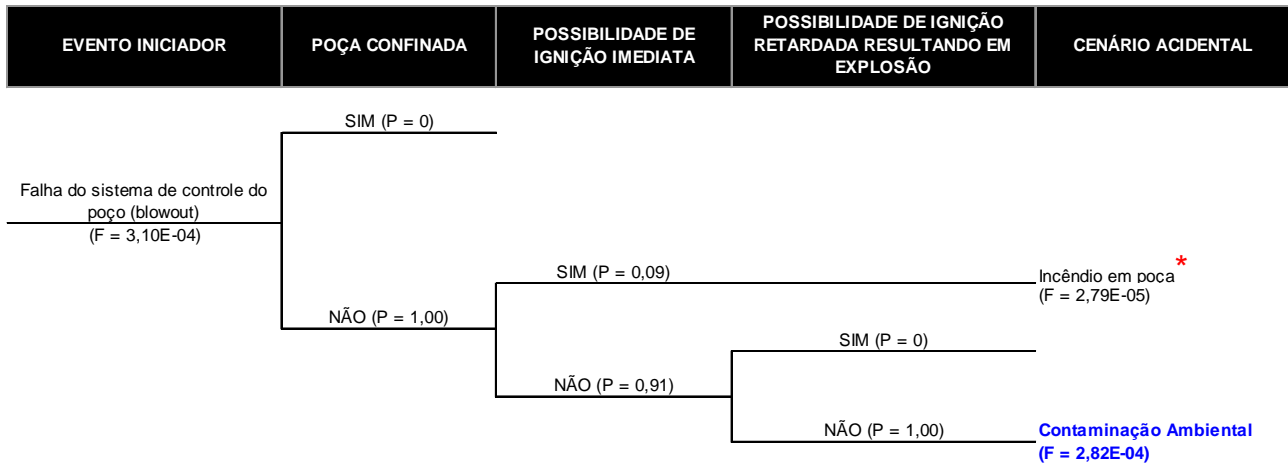 EVENTO INICIADOR
POÇA CONFINADA
POSSIBILIDADE DE
IGNIÇÃO IMEDIATA
POSSIBILIDADE DE IGNIÇÃO
RETARDADA RESULTANDO EM
EXPLOSÃO
CENÁRIO ACIDENTAL
SIM (P = 0)
Falha do sistema de controle do
poço (blowout)
(F = 3,10E-04)
SIM (P = 0,09)
Incêndio em poça*
(F = 2,79E-05)
NÃO (P = 1,00)
SIM (P = 0)
NÃO (P = 0,91)
NÃO (P = 1,00)
Contaminação Ambiental
(F = 2,82E-04)